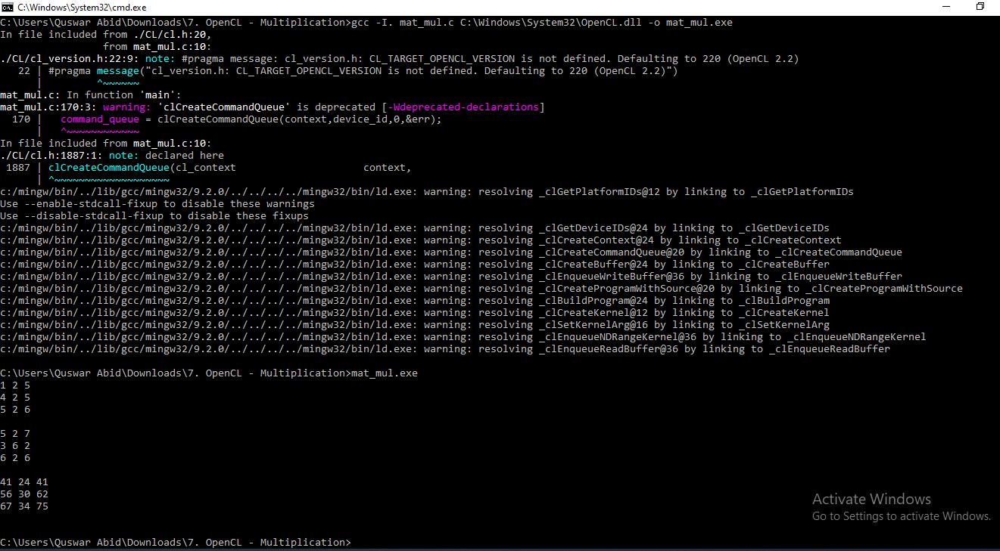 C:\Windows\System32\cmd.exe
C:\Users\Quswar Abid\Downloads\7. OpenCL - Multiplication>gcc -I. mat_mul.c C:\Windows\System32\OpenCL.dll -o mat_mul.exe
In file included from ./CL/cl.h:20,
                 from mat_mul.c:10:
./CL/cl_version.h:22:9: note: #pragma message: cl_version.h: CL_TARGET_OPENCL_VERSION is not defined. Defaulting to 220 (OpenCL 2.2)
   22 | #pragma message("cl_version.h: CL_TARGET_OPENCL_VERSION is not defined. Defaulting to 220 (OpenCL 2.2)")
      |         ^~~~~~~
mat_mul.c: In function 'main':
mat_mul.c:170:3: warning: 'clCreateCommandQueue' is deprecated [-Wdeprecated-declarations]
  170 |   command_queue = clCreateCommandQueue(context,device_id,0,&err);
      |   ^~~~~~~~~~~~~
In file included from mat_mul.c:10:
./CL/cl.h:1887:1: note: declared here
 1887 | clCreateCommandQueue(cl_context                     context,
      | ^~~~~~~~~~~~~~~~~~~~
c:/mingw/bin/../lib/gcc/mingw32/9.2.0/../../../../mingw32/bin/ld.exe: warning: resolving _clGetPlatformIDs@12 by linking to _clGetPlatformIDs
Use --enable-stdcall-fixup to disable these warnings
Use --disable-stdcall-fixup to disable these fixups
c:/mingw/bin/../lib/gcc/mingw32/9.2.0/../../../../mingw32/bin/ld.exe: warning: resolving _clGetDeviceIDs@24 by linking to _clGetDeviceIDs
c:/mingw/bin/../lib/gcc/mingw32/9.2.0/../../../../mingw32/bin/ld.exe: warning: resolving _clCreateContext@24 by linking to _clCreateContext
c:/mingw/bin/../lib/gcc/mingw32/9.2.0/../../../../mingw32/bin/ld.exe: warning: resolving _clCreateCommandQueue@20 by linking to _clCreateCommandQueue
c:/mingw/bin/../lib/gcc/mingw32/9.2.0/../../../../mingw32/bin/ld.exe: warning: resolving _clCreateBuffer@24 by linking to _clCreateBuffer
c:/mingw/bin/../lib/gcc/mingw32/9.2.0/../../../../mingw32/bin/ld.exe: warning: resolving _clEnqueueWriteBuffer@36 by linking to _clEnqueueWriteBuffer
c:/mingw/bin/../lib/gcc/mingw32/9.2.0/../../../../mingw32/bin/ld.exe: warning: resolving _clCreateProgramWithSource@20 by linking to _clCreateProgramWithSource
c:/mingw/bin/../lib/gcc/mingw32/9.2.0/../../../../mingw32/bin/ld.exe: warning: resolving _clBuildProgram@24 by linking to _clBuildProgram
c:/mingw/bin/../lib/gcc/mingw32/9.2.0/../../../../mingw32/bin/ld.exe: warning: resolving _clCreateKernel@12 by linking to _clCreateKernel
c:/mingw/bin/../lib/gcc/mingw32/9.2.0/../../../../mingw32/bin/ld.exe: warning: resolving _clSetKernelArg@16 by linking to _clSetKernelArg
c:/mingw/bin/../lib/gcc/mingw32/9.2.0/../../../../mingw32/bin/ld.exe: warning: resolving _clEnqueueNDRangeKernel@36 by linking to _clEnqueueNDRangeKernel
c:/mingw/bin/../lib/gcc/mingw32/9.2.0/../../../../mingw32/bin/ld.exe: warning: resolving _clEnqueueReadBuffer@36 by linking to _clEnqueueReadBuffer
C:\Users\Quswar Abid\Downloads\7. OpenCL - Multiplication>mat_mul.exe
1 2 5
4 2 5
5 2 6
5 2 7
3 6 2
6 2 6
41 24 41
56 30 62
67 34 75
Activate Windows
Go to Settings to activate Windows.
C:\Users\Quswar Abid\Downloads\7. OpenCL - Multiplication>